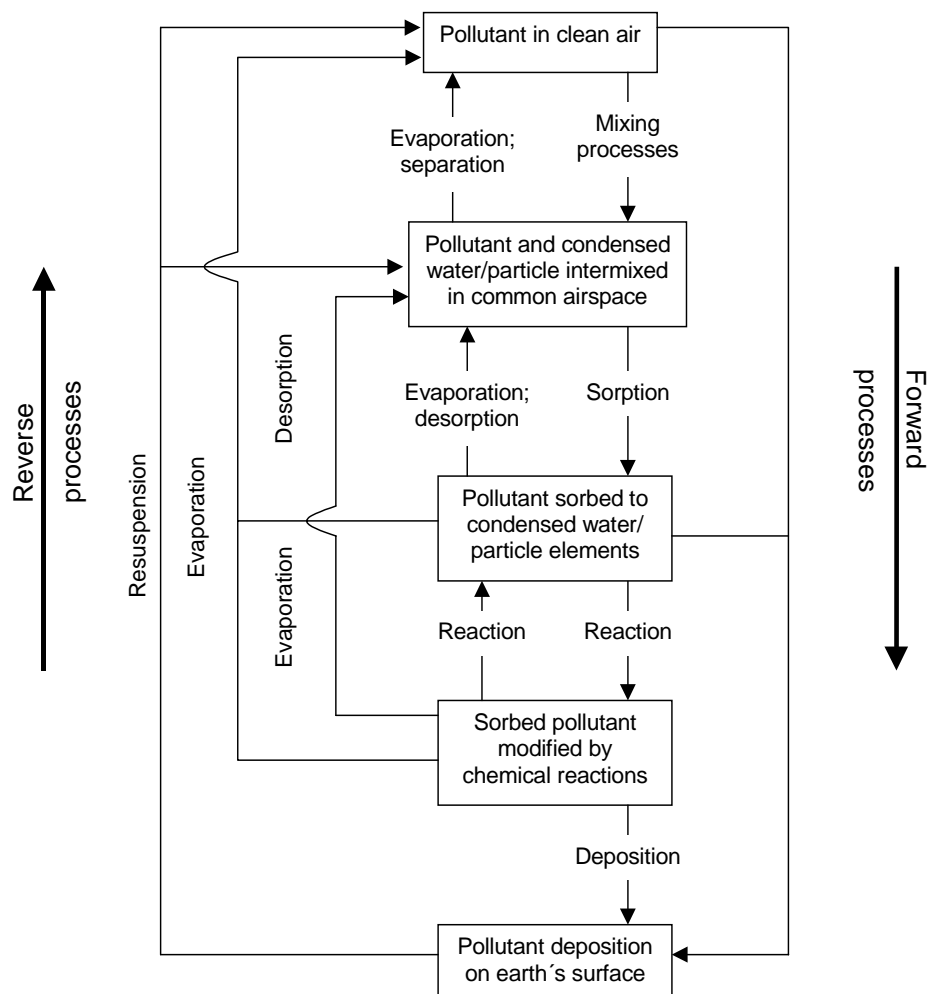 Pollutant in clean air
Evaporation;
separation
Mixing
processes
Pollutant and condensed
water/particle intermixed
in common airspace
Reverse
processes
Resuspension
Evaporation
Desorption
Evaporation
Evaporation;
desorption
Sorption
Forward
processes
Pollutant sorbed to
condensed water/
particle elements
Reaction
Reaction
Sorbed pollutant
modified by
chemical reactions
Deposition
Pollutant deposition
on earth´s surface